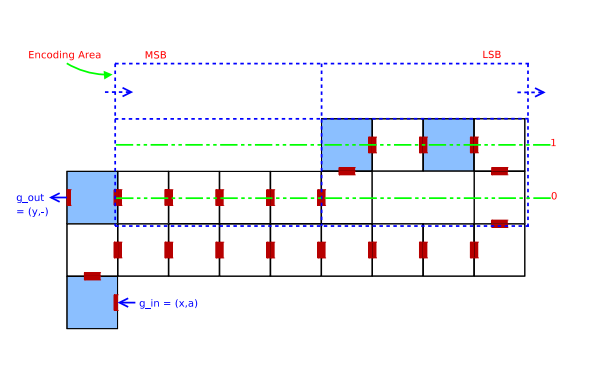 Encoding Area
MSB
LSB
1
g_out
= (y,-)
0
g_in = (x,a)